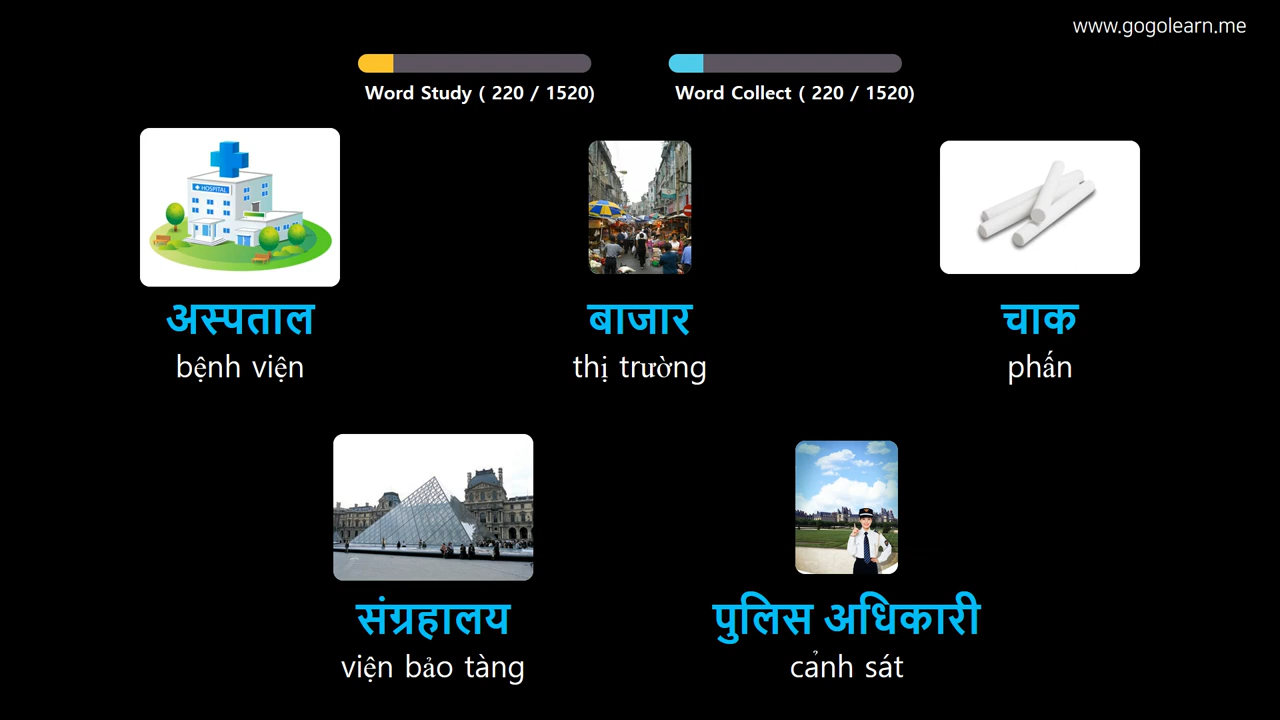 www.gogolearn.me
Word Study ( 220 / 1520)
Word Collect ( 220 / 1520)
HOSPITAL
अस्पताल
बाजार
चाक
bệnh viện
thị trường
phấn
संग्रहालय
पुलिस अधिकारी
viện bảo tàng
cảnh sát